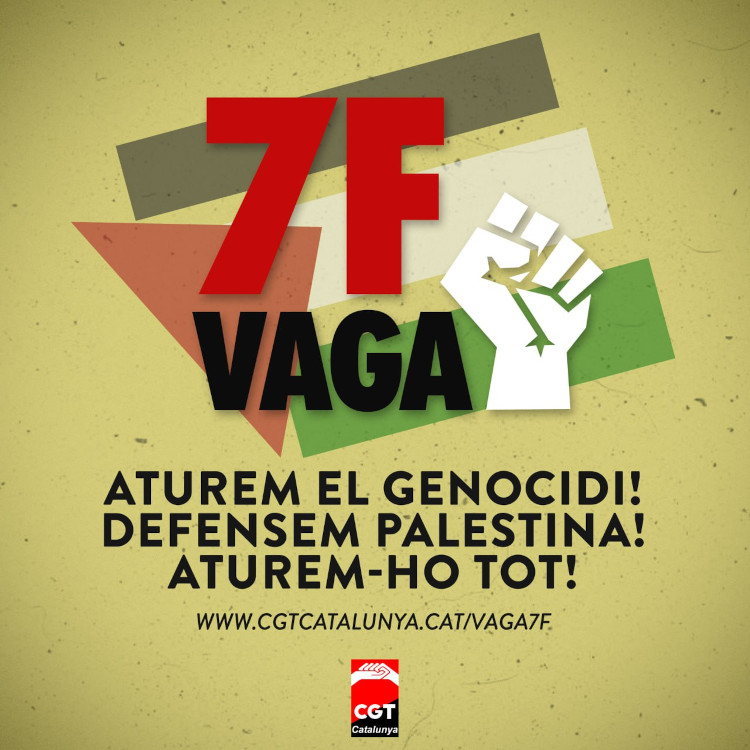 7F
VAGA
ATUREM EL GENOCIDI!
DEFENSEM PALESTINA!
ATUREM-HO TOT!
WWW.CGTCATALUNYA.CAT/VAGA7F
CGT
Catalunya